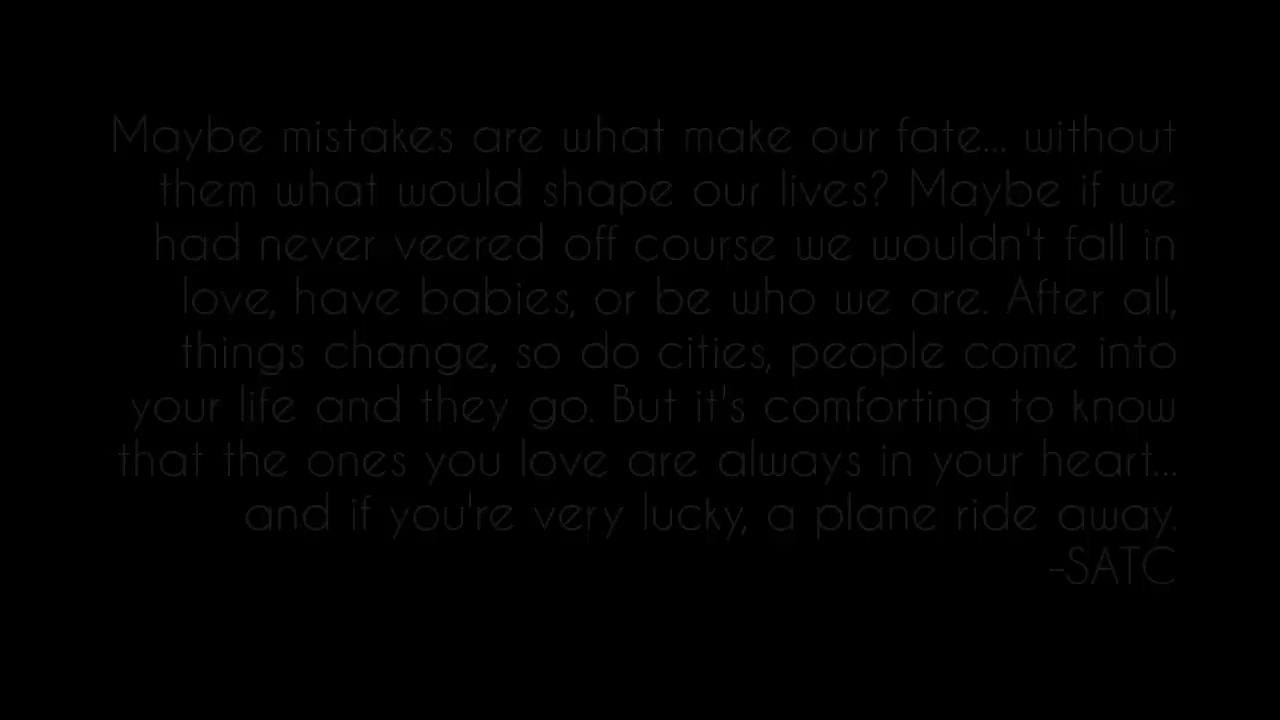 Maybe mistakes are what make our fate... without
them what would shape our lives? Maybe if we
had never veered off course we wouldn't fall in
love, have babies, or be who we are. After all,
things change, so do cities, people come into
your life and they go. But it's comforting to know
that the ones you love are always in your heart...
and if you're very lucky, a plane ride away.
-SATC